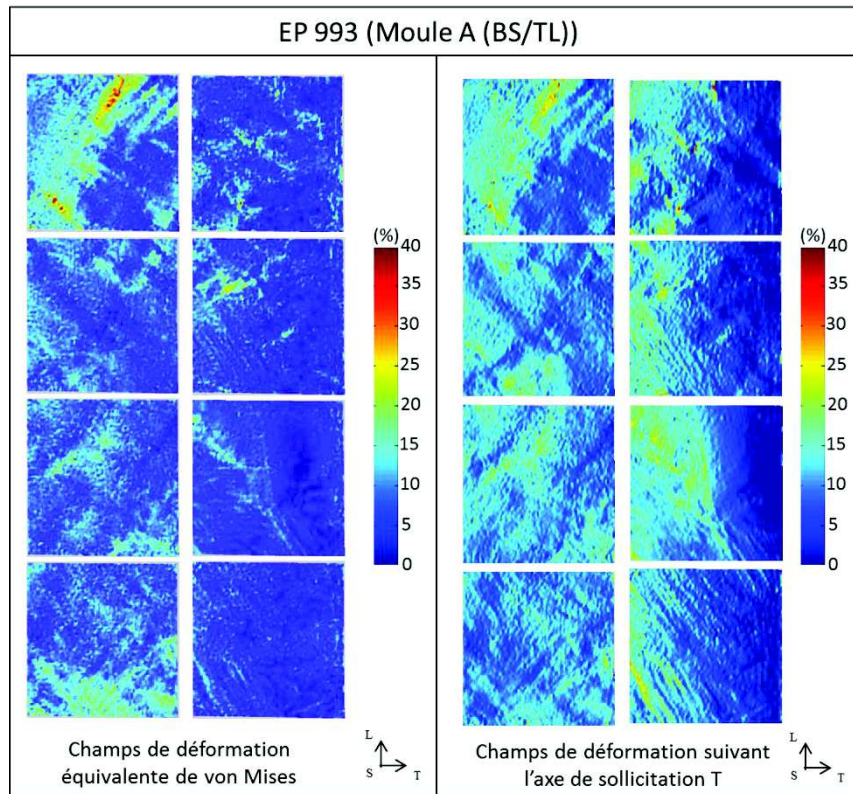 EP 993 (Moule A (BS/TL))
(%)
40
35
30
25
20
15
10
5
0
Champs de déformation
équivalente de von Mises
L
S T
(%)
40
35
30
25
20
15
10
5
0
Champs de déformation suivant
l'axe de sollicitation T
L
S T